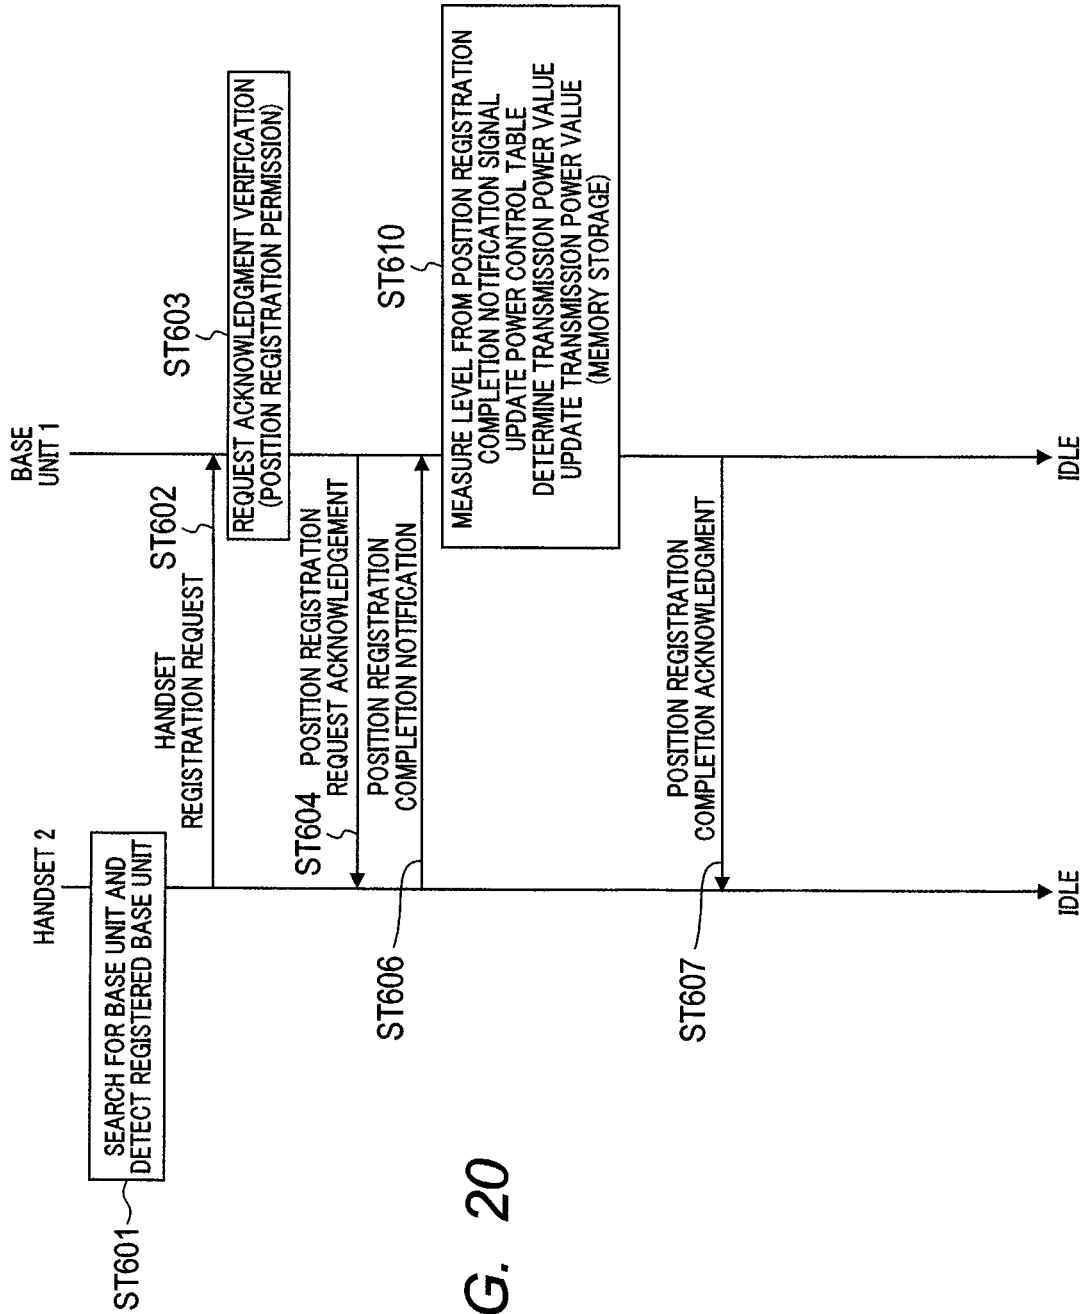 HANDSET 2
BASE
UNIT 1
ST601
SEARCH FOR BASE UNIT AND
DETECT REGISTERED BASE UNIT
HANDSET
REGISTRATION REQUEST
ST602
ST603
REQUEST ACKNOWLEDGMENT VERIFICATION
(POSITION REGISTRATION PERMISSION)
ST604
POSITION REGISTRATION
REQUEST ACKNOWLEDGEMENT
ST606
POSITION REGISTRATION
COMPLETION NOTIFICATION
ST610
MEASURE LEVEL FROM POSITION REGISTRATION
COMPLETION NOTIFICATION SIGNAL
UPDATE POWER CONTROL TABLE
DETERMINE TRANSMISSION POWER VALUE
UPDATE TRANSMISSION POWER VALUE
(MEMORY STORAGE)
ST607
POSITION REGISTRATION
COMPLETION ACKNOWLEDGMENT
IDLE
IDLE
G. 20